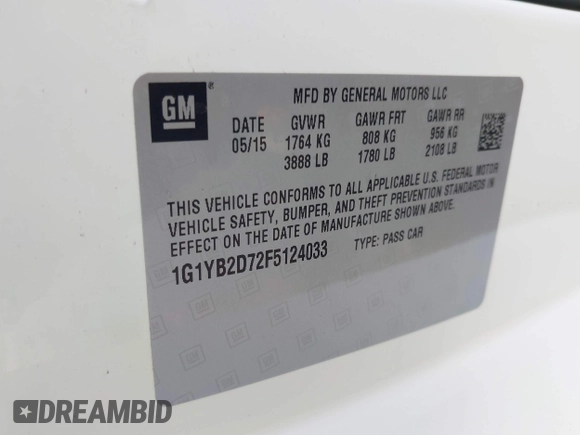 GM
®
MFD BY GENERAL MOTORS LLC
DATE GVWR GAWR FRT GAWR RR
05/15 1764 KG 808 KG 956 KG
3888 LB 1780 LB 2108 LB
THIS VEHICLE CONFORMS TO ALL APPLICABLE U.S. FEDERAL MOTOR
VEHICLE SAFETY, BUMPER, AND THEFT PREVENTION STANDARDS IN
EFFECT ON THE DATE OF MANUFACTURE SHOWN ABOVE.
1G1YB2D72F5124033 TYPE: PASS CAR
DREAMBID